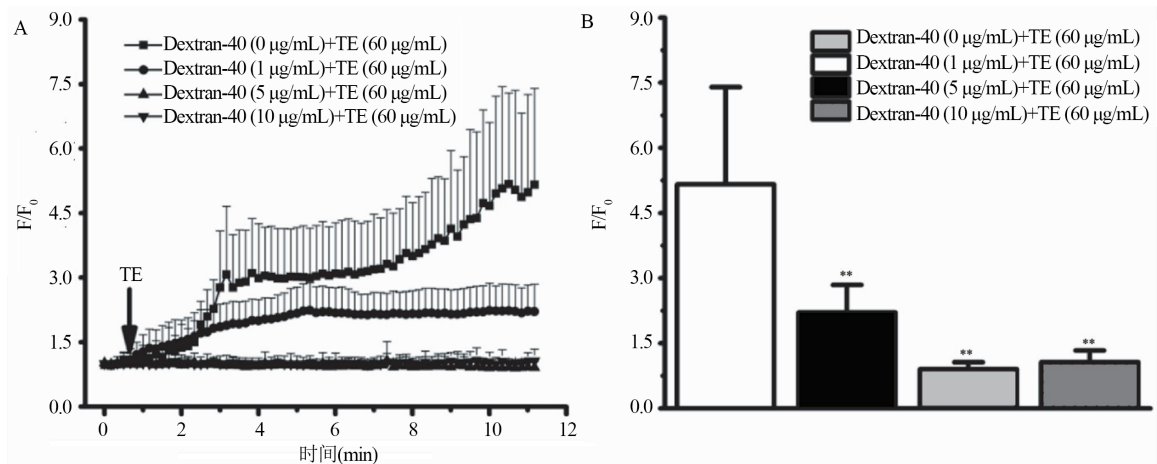 A
9.0
7.5
6.0
4.5
3.0
1.5
0.0
F/F0
Dextran-40 (0 μg/mL)+TE (60 μg/mL)
Dextran-40 (1 μg/mL)+TE (60 μg/mL)
Dextran-40 (5 μg/mL)+TE (60 μg/mL)
Dextran-40 (10 μg/mL)+TE (60 μg/mL)
TE
0 2 4 6 8 10 12
时间(min)
B
9.0
7.5
6.0
4.5
3.0
1.5
0.0
F/F0
Dextran-40 (0 μg/mL)+TE (60 μg/mL)
Dextran-40 (1 μg/mL)+TE (60 μg/mL)
Dextran-40 (5 μg/mL)+TE (60 μg/mL)
Dextran-40 (10 μg/mL)+TE (60 μg/mL)
**
**
**